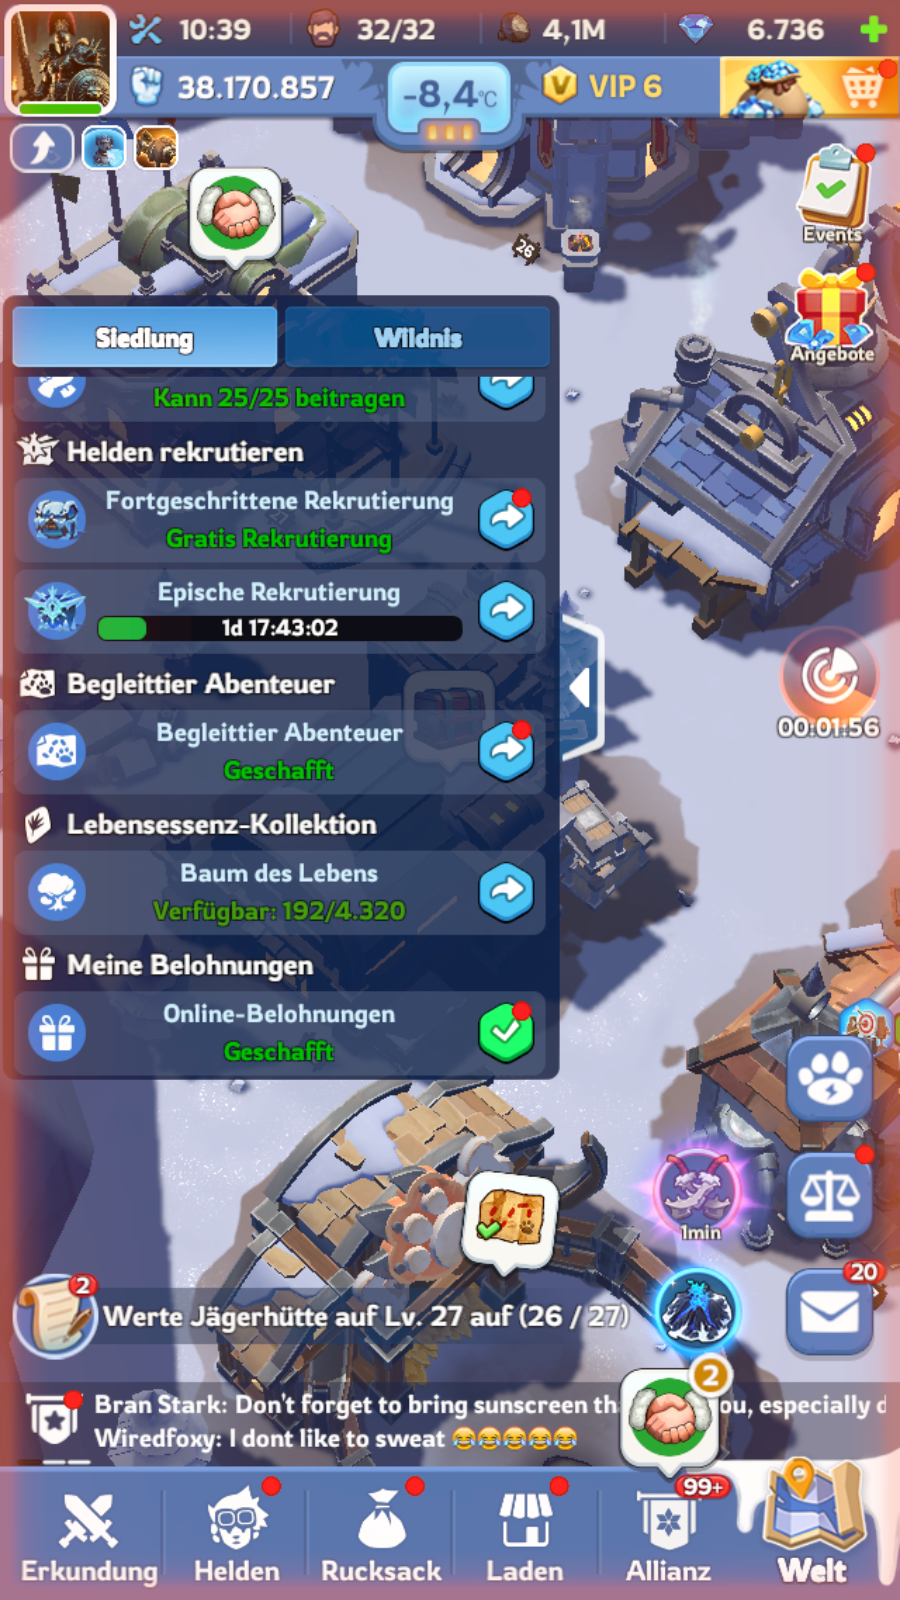 10:39
32/32
4,1M
6.736
38.170.857
-8,4°C
VIP 6
Events
26
Siedlung
Wildnis
Angebote
Kann 25/25 beitragen
Helden rekrutieren
Fortgeschrittene Rekrutierung
Gratis Rekrutierung
Epische Rekrutierung
1d 17:43:02
Begleittier Abenteuer
Begleittier Abenteuer
Geschafft
00:01:56
Lebensessenz-Kollektion
Baum des Lebens
Verfügbar: 192/4.320
Meine Belohnungen
Online-Belohnungen
Geschafft
1min
2
Werte Jägerhütte auf Lv. 27 auf (26 / 27)
20
2
Bran Stark: Don't forget to bring sunscreen ou, especially
Wiredfoxy: I dont like to sweat 😂😂😂😂😂
99+
Erkundung
Helden
Rucksack
Laden
Allianz
Welt